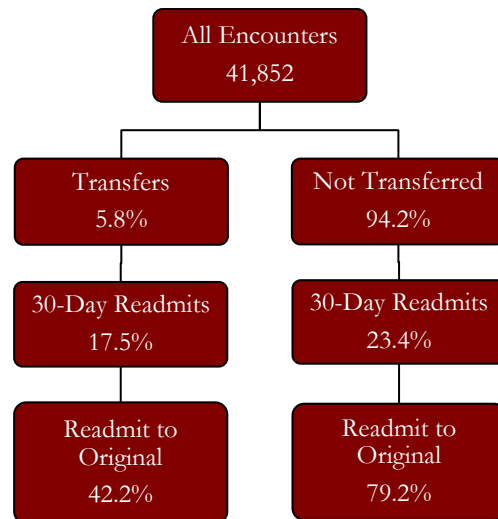 All Encounters
41,852
Transfers
5.8%
Not Transferred
94.2%
30-Day Readmits
17.5%
30-Day Readmits
23.4%
Readmit to
Original
42.2%
Readmit to
Original
79.2%